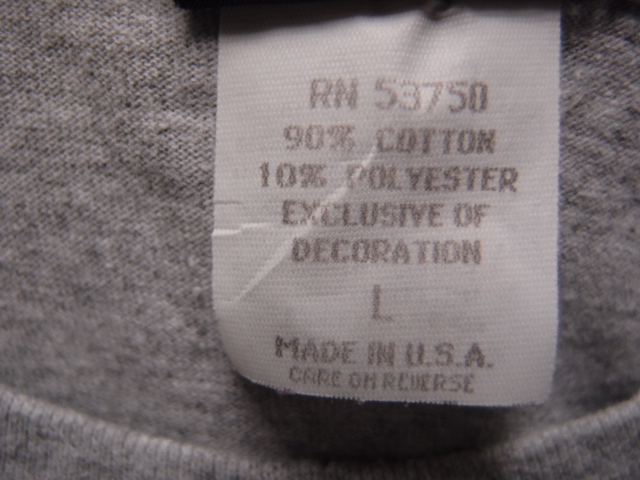 RN 53750
90% COTTON
10% POLYESTER
EXCLUSIVE OF
DECORATION
L
MADE IN U.S.A.
CARE ON REVERSE